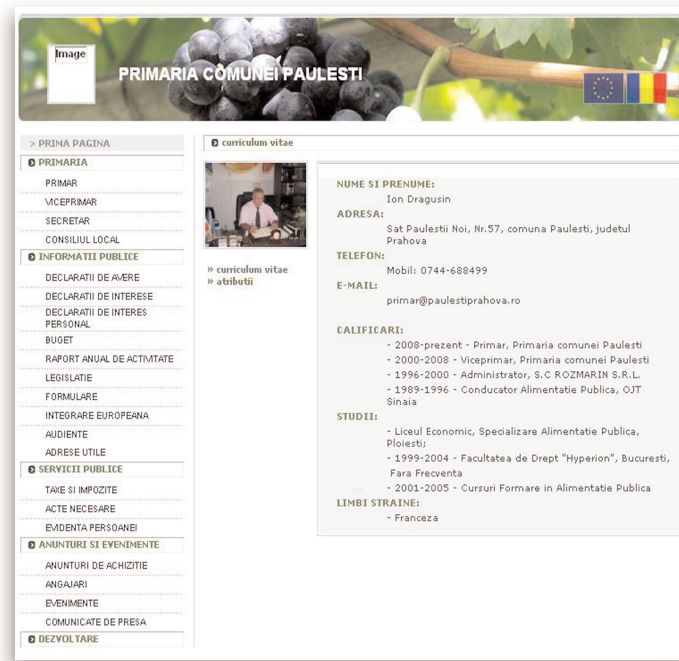 Image
PRIMARIA COMUNEI PAULESTI
> PRIMA PAGINA
PRIMARIA
PRIMAR
VICEPRIMAR
SECRETAR
CONSILIUL LOCAL
INFORMATII PUBLICE
DECLARATII DE AVERE
DECLARATII DE INTERESE
DECLARATII DE INTERES
PERSONAL
BUGET
RAPORT ANUAL DE ACTIVITATE
LEGISLATIE
FORMULARE
INTEGRARE EUROPEANA
AUDIENTE
ADRESE UTILE
SERVICII PUBLICE
TAXE SI IMPOZITE
ACTE NECESARE
EVIDENTA PERSOANEI
ANUNTURI SI EVENIMENTE
ANUNTURI DE ACHIZITIE
ANGAJARI
EVENIMENTE
COMUNICATE DE PRESA
DEZVOLTARE
curriculum vitae
» curriculum vitae
» atributii
NUME SI PRENUME:
Ion Dragusin
ADRESA:
Sat Paulestii Noi, Nr.57, comuna Paulesti, judetul
Prahova
TELEFON:
Mobil: 0744-688499
E-MAIL:
primar@paulestiprahova.ro
CALIFICARI:
- 2008-prezent - Primar, Primaria comunei Paulesti
- 2000-2008 - Viceprimar, Primaria comunei Paulesti
- 1996-2000 - Administrator, S.C ROZMARIN S.R.L.
- 1989-1996 - Conducator Alimentatie Publica, OJT
Sinaia
STUDII:
- Liceul Economic, Specializare Alimentatie Publica,
Ploiesti;
- 1999-2004 - Facultatea de Drept "Hyperion", Bucuresti,
Fara Frecventa
- 2001-2005 - Cursuri Formare in Alimentatie Publica
LIMBI STRAINE:
- Franceza